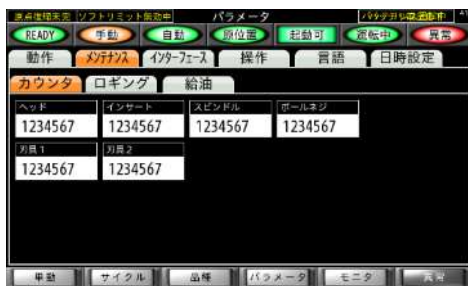 原点復帰未完 ソフトリミット無効中 パラメータ
READY 手動 自動 原位置 起動可 運転中 異常
動作 メンテナンス インターフェース 操作 言語 日時設定
カウンタ ロギング 給油
ヘッド インサート スピンドル ボールネジ
1234567 1234567 1234567 1234567
刃具1 刃具2
1234567 1234567
単動 サイクル 品種 パラメータ モニタ 異常